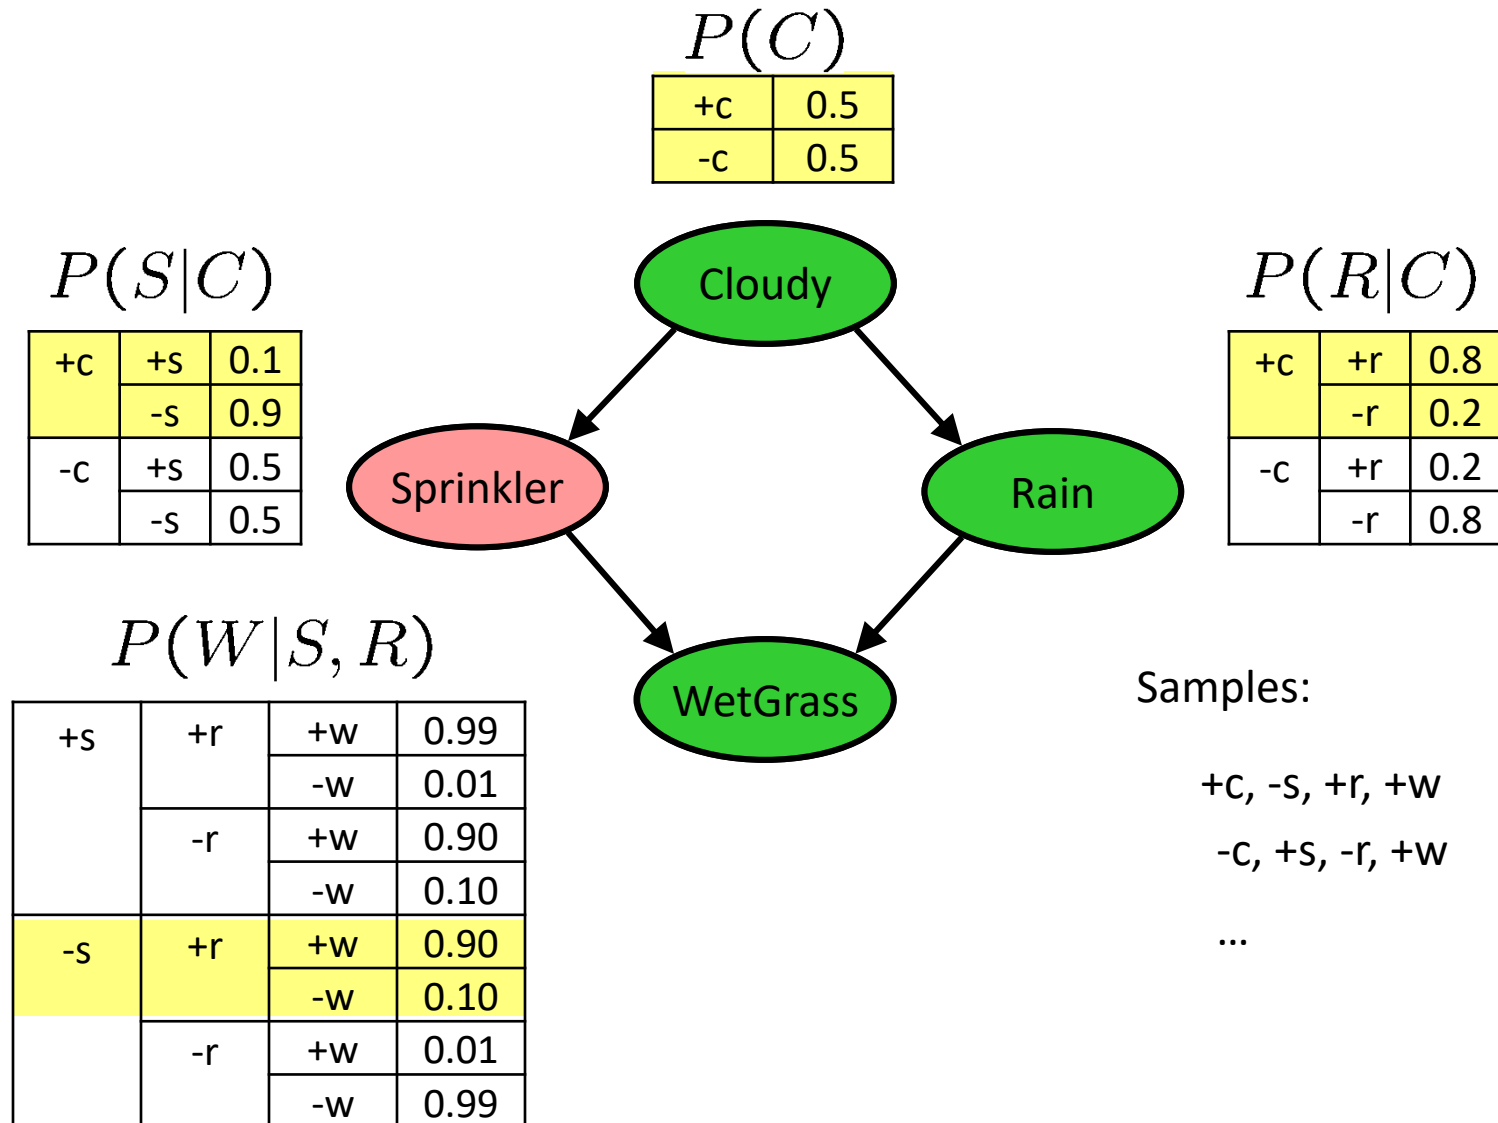 P(C)
+c 0.5
-c 0.5
P(S|C)
+c +s 0.1
-s 0.9
-c +s 0.5
-s 0.5
Cloudy
P(R|C)
+c +r 0.8
-r 0.2
-c +r 0.2
-r 0.8
Sprinkler
Rain
P(W|S, R)
+s +r +w 0.99
-w 0.01
-r +w 0.90
-w 0.10
-s +r +w 0.90
-w 0.10
-r +w 0.01
-w 0.99
WetGrass
Samples:
+c, -s, +r, +w
-c, +s, -r, +w
...